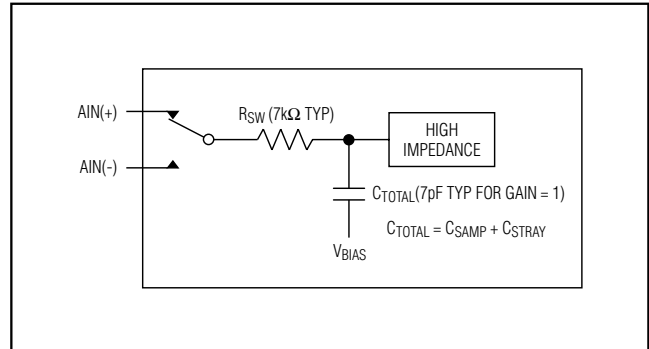 AIN(+)
RSW (7kΩ TYP)
HIGH
IMPEDANCE
AIN(-)
CTOTAL(7pF TYP FOR GAIN = 1)
CTOTAL = CSAMP + CSTRAY
VBIAS